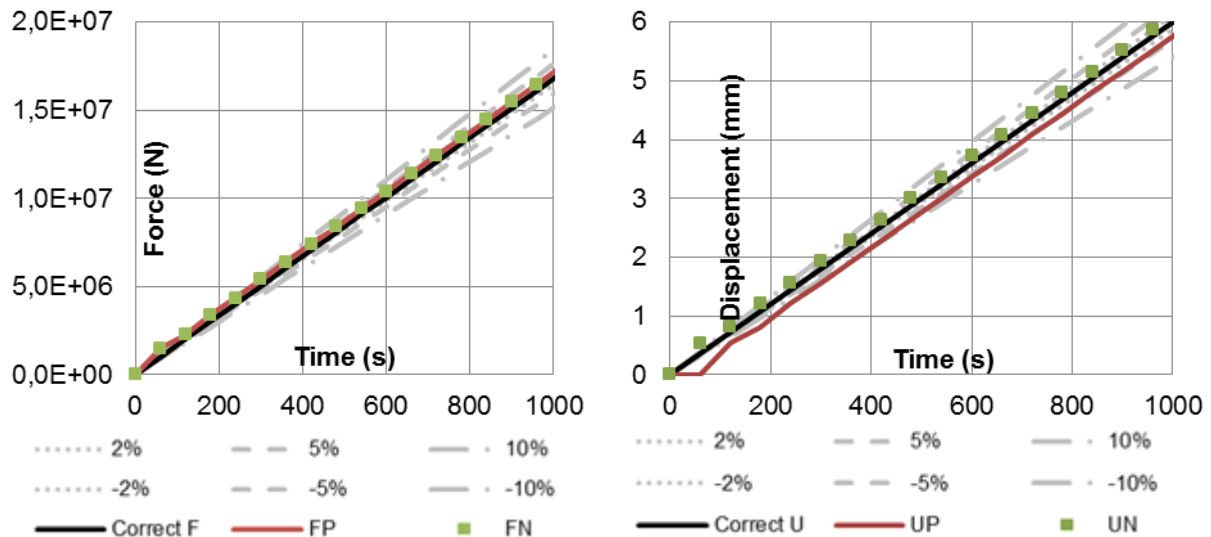 2,0E+07
1,5E+07
1,0E+07
5,0E+06
0,0E+00
Force (N)
Time (s)
0 200 400 600 800 1000
2% 5% 10%
-2% -5% -10%
Correct F FP FN
6
5
4
3
2
1
0
Displacement (mm)
Time (s)
0 200 400 600 800 1000
2% 5% 10%
-2% -5% -10%
Correct U UP UN